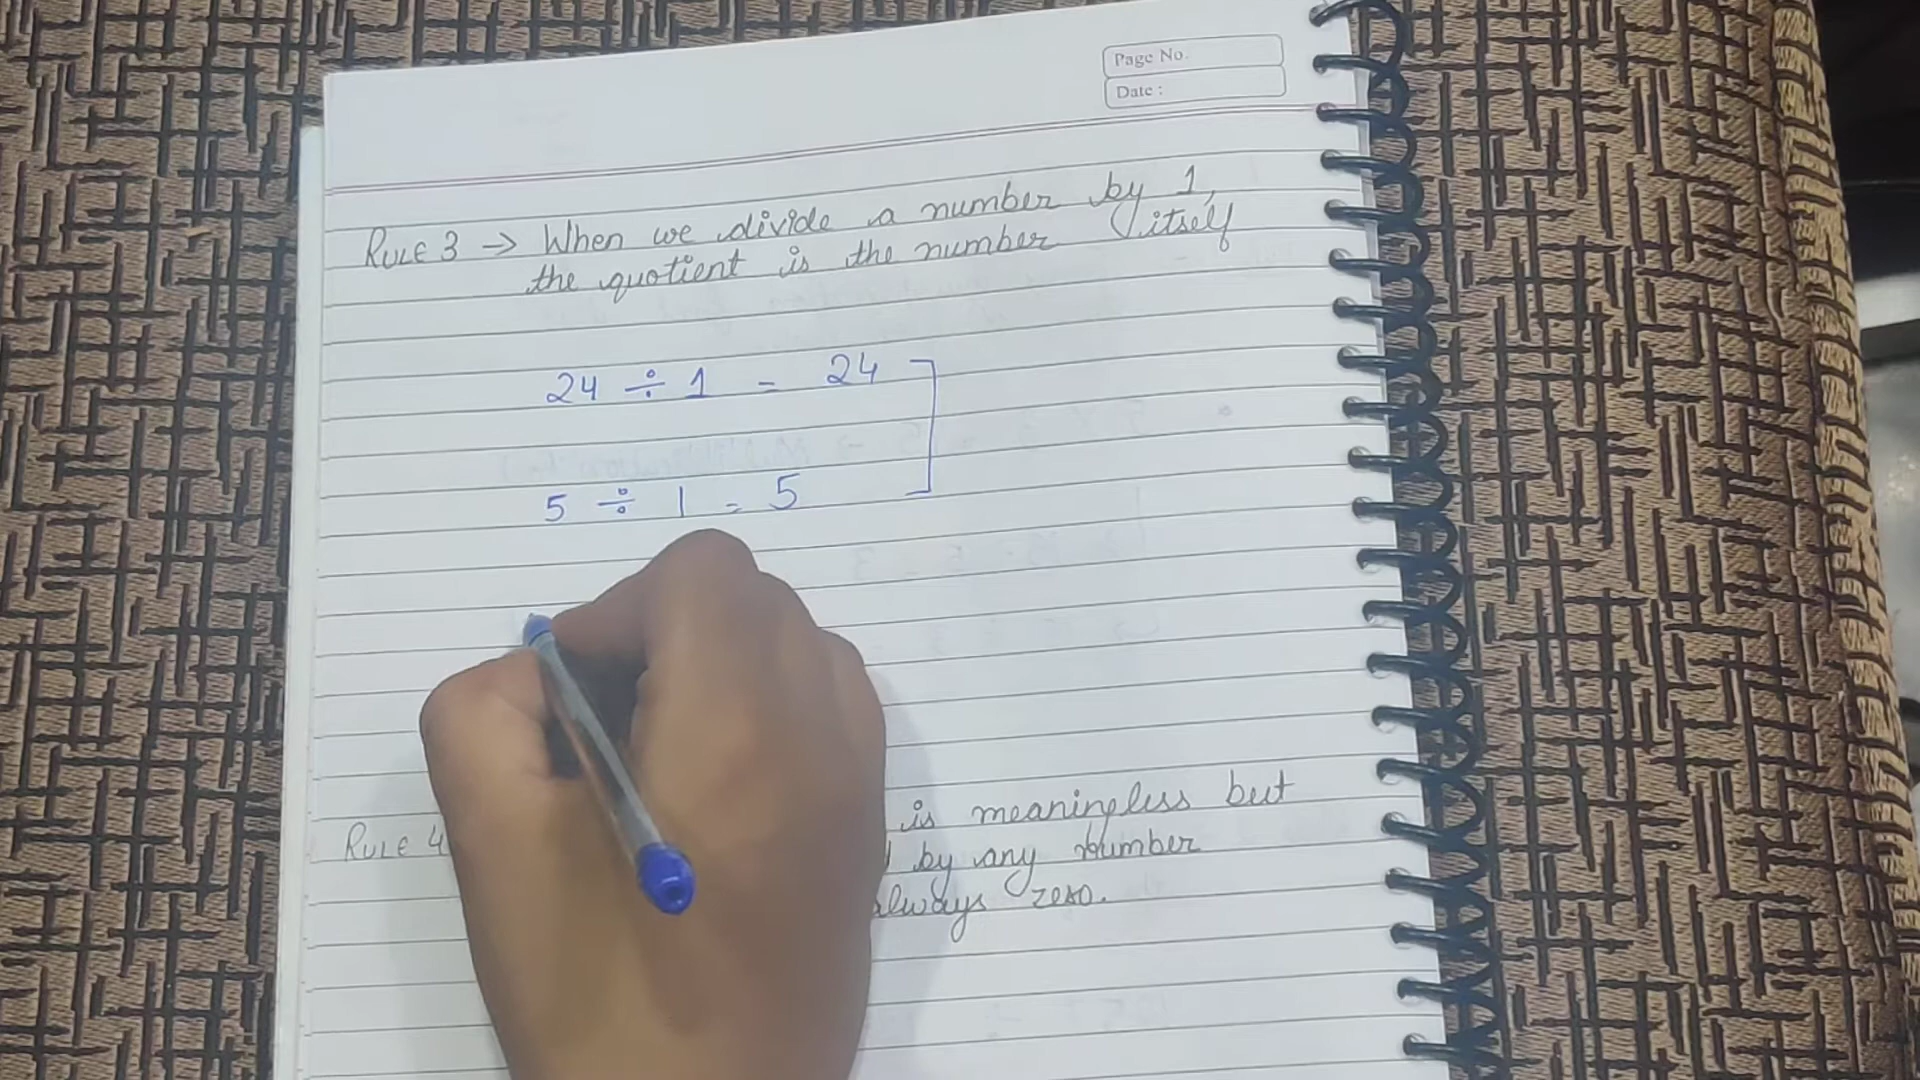 Page No.
Date :
RULE 3 → When we divide a number by 1,
the quotient is the number itself
24 ÷ 1 = 24
5 ÷ 1 = 5
RULE 4 is meaningless but
by any number
always zero.